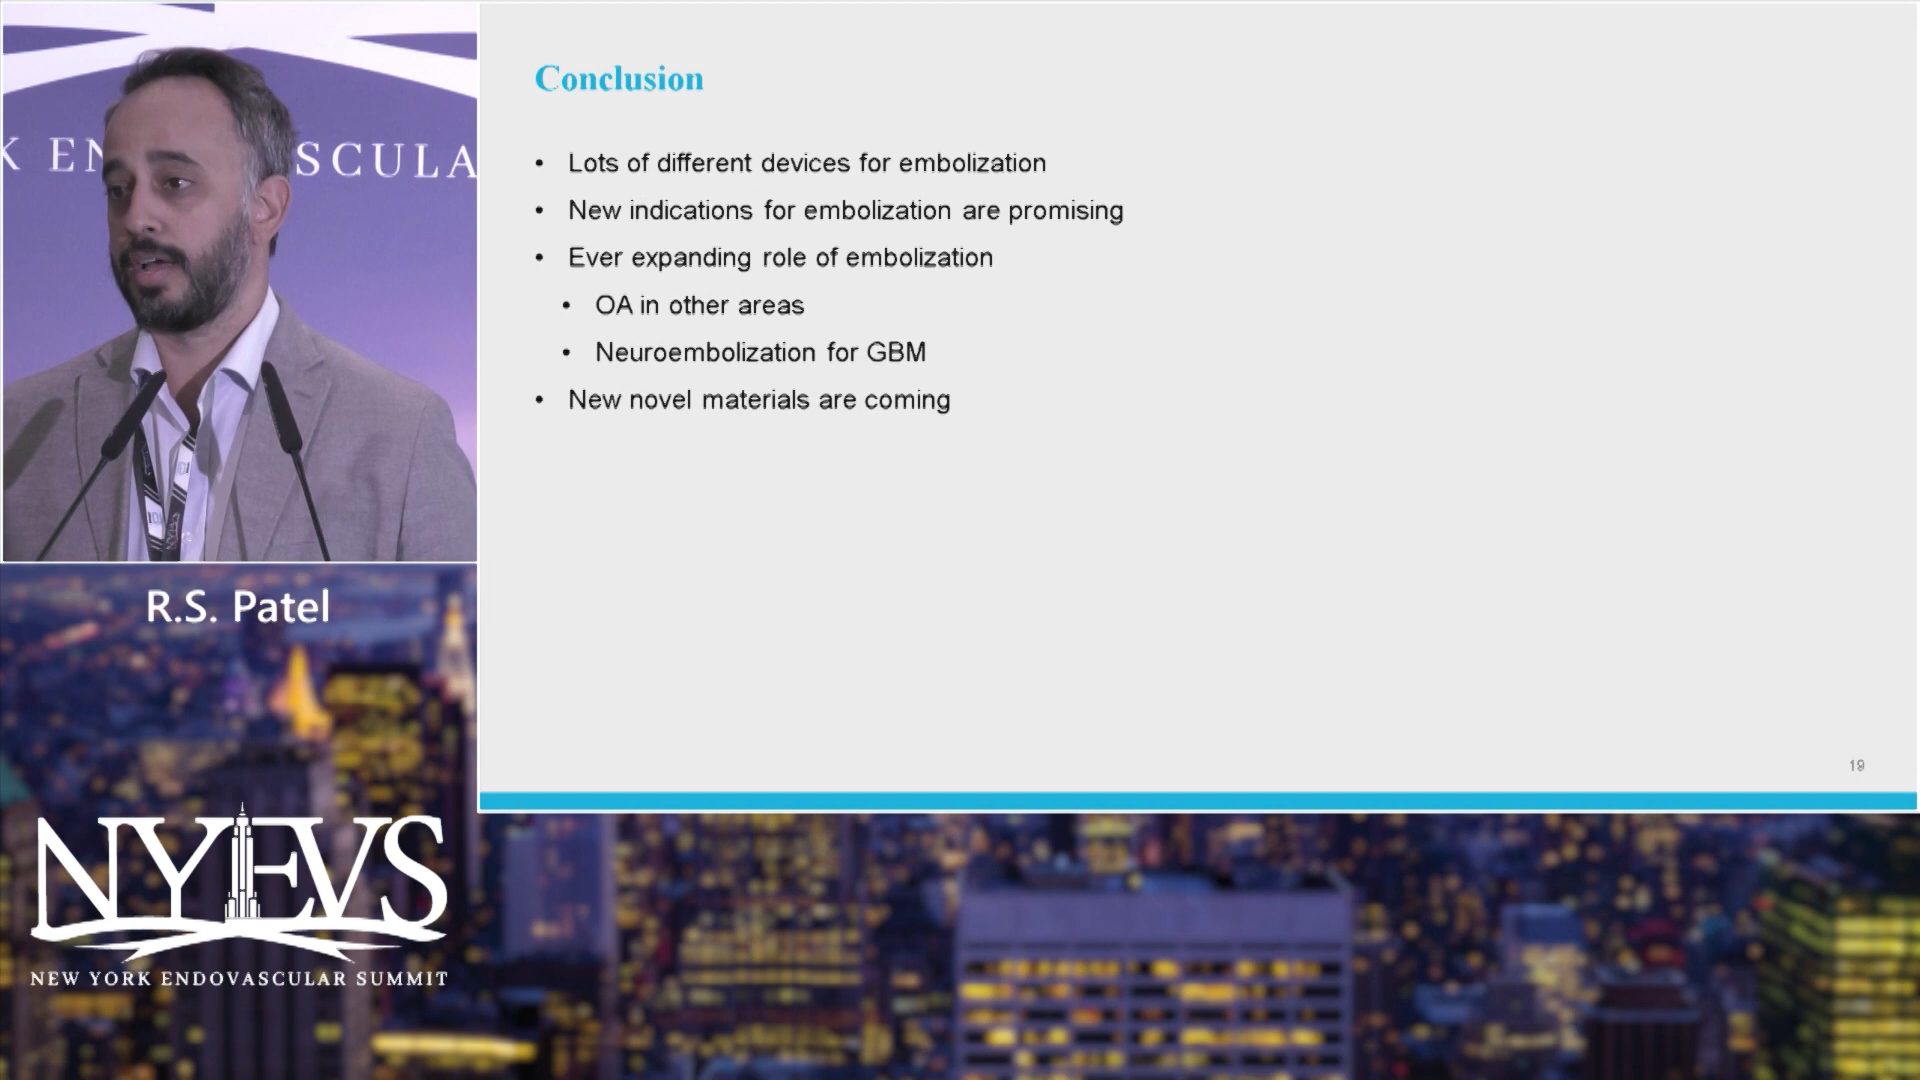 K EN SCULA
Conclusion
• Lots of different devices for embolization
• New indications for embolization are promising
• Ever expanding role of embolization
• OA in other areas
• Neuroembolization for GBM
• New novel materials are coming
19
R.S. Patel
NYEVS
NEW YORK ENDOVASCULAR SUMMIT